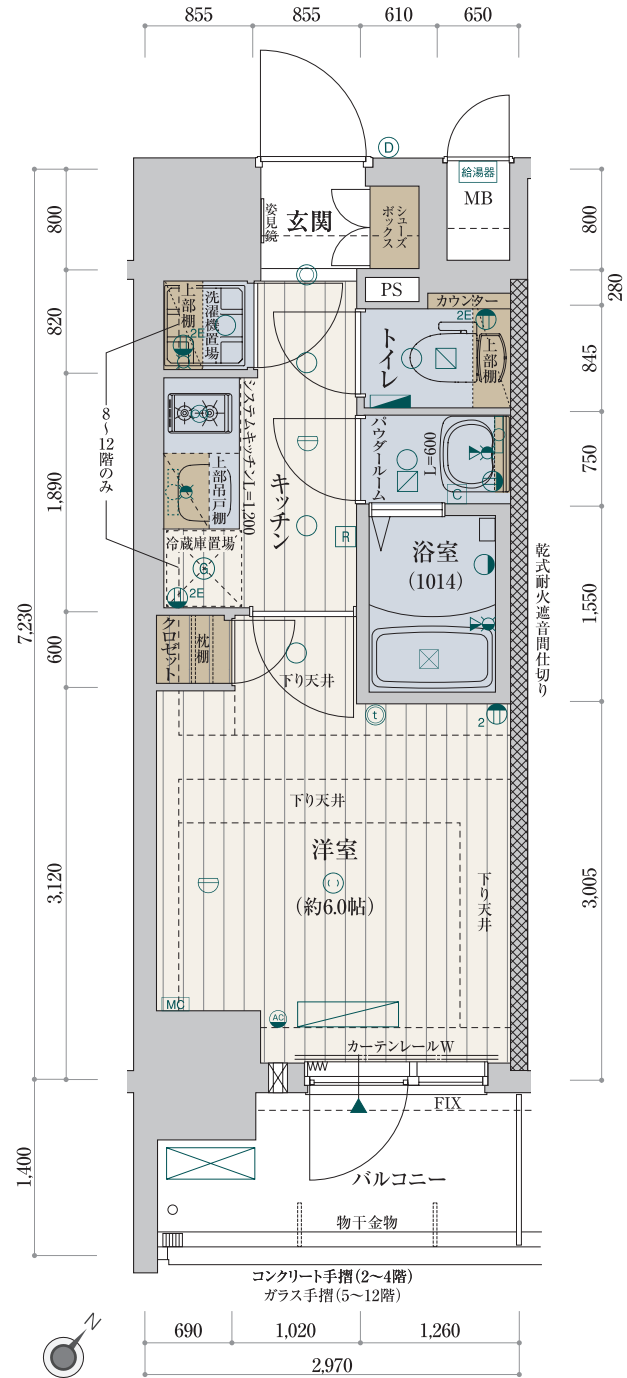 855
855
610
650
D
給湯器
MB
姿見鏡
玄関
シューズ
ボックス
800
800
280
PS
カウンター
820
上部棚
洗濯機置場
2E
トイレ
2E
上部棚
845
8~12階のみ
システムキッチンL=1,200
パウダールーム
L=600
C
750
1,890
上部吊戸棚
キッチン
R
冷蔵庫置場
G
2E
浴室
(1014)
乾式耐火遮音間仕切り
1,550
7,230
600
クロゼット
枕棚
下り天井
t
2
下り天井
洋室
(約6.0帖)
下り天井
3,120
3,005
MC
AC
カーテンレールW
FIX
1,400
バルコニー
物干金物
コンクリート手摺(2~4階)
ガラス手摺(5~12階)
N
690
1,020
1,260
2,970